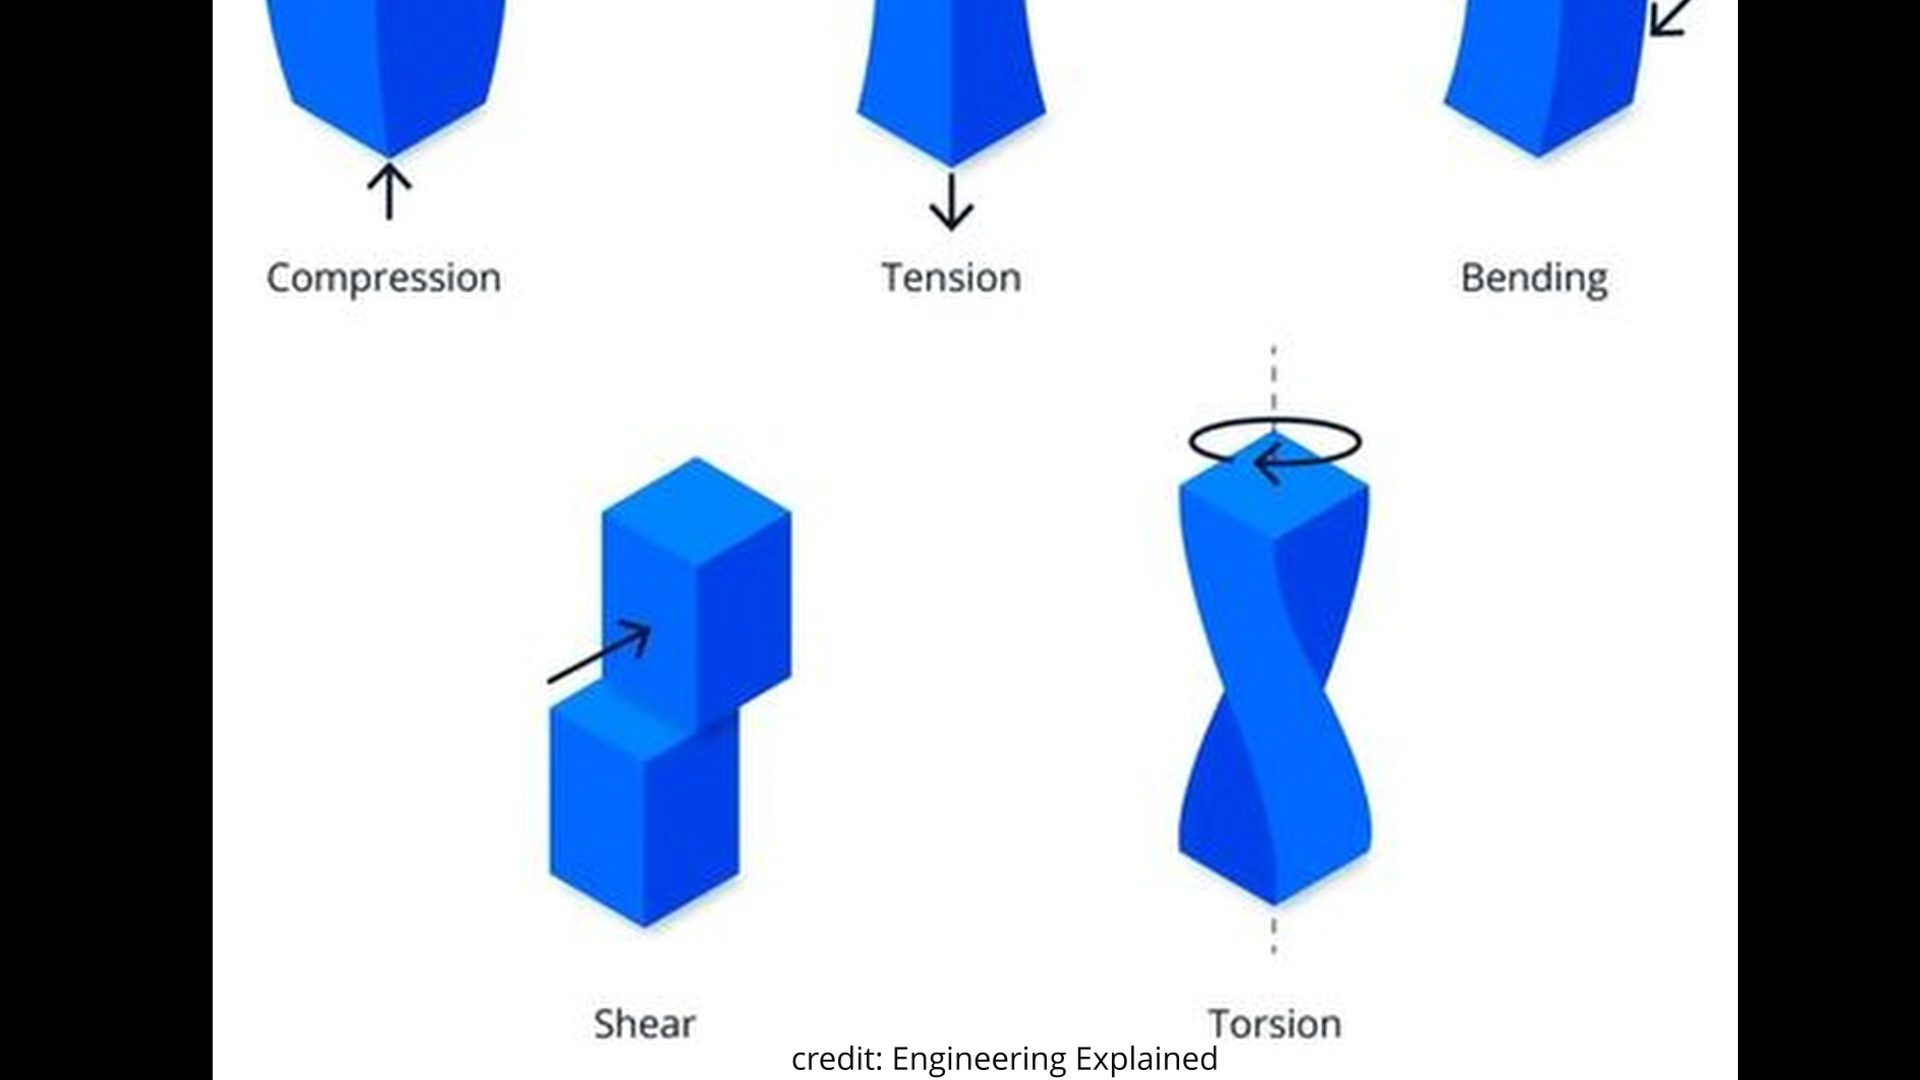 Compression
Tension
Bending
Shear
Torsion
credit: Engineering Explained